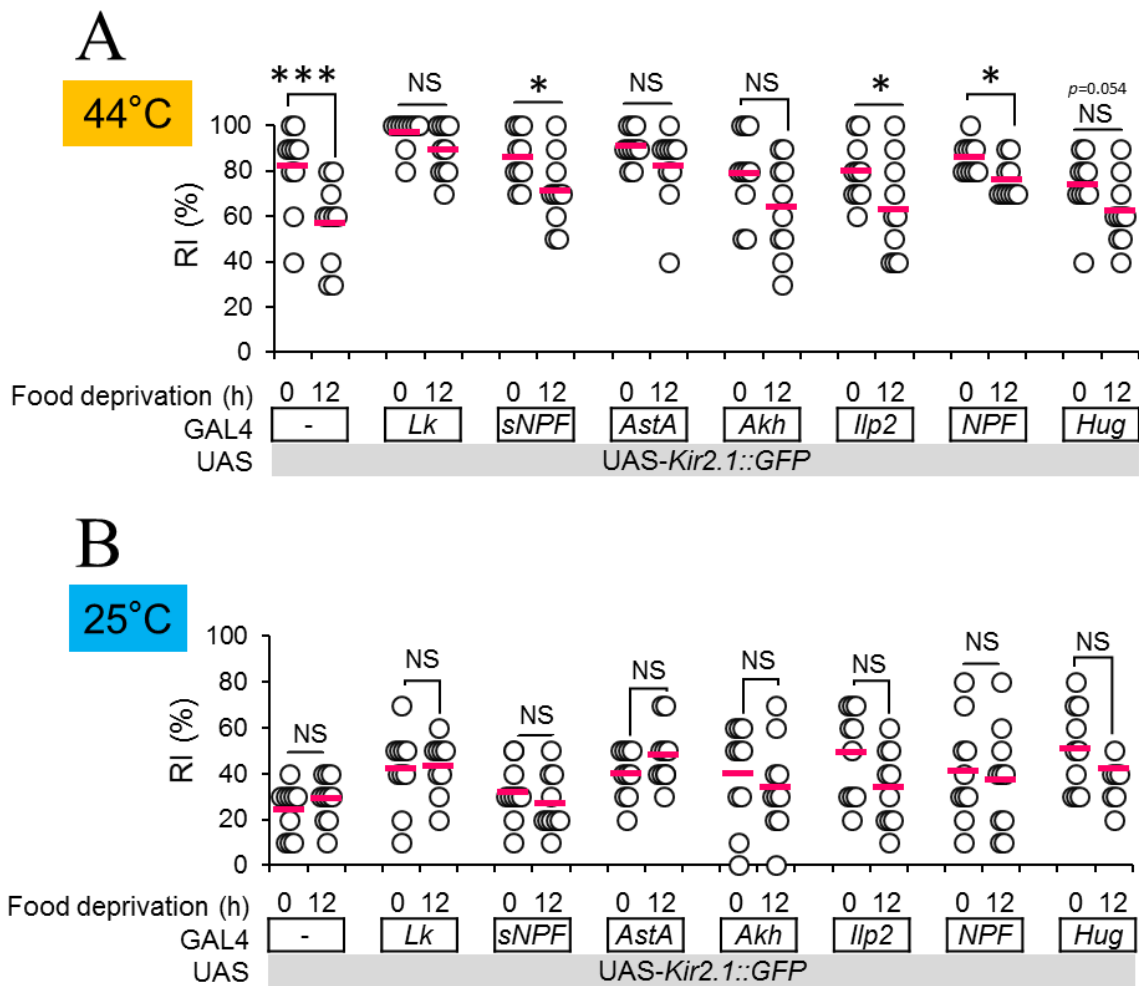 A
44°C
*** NS * NS NS * * p=0.054
NS
RI (%)
100
80
60
40
20
0
Food deprivation (h) 0 12 0 12 0 12 0 12 0 12 0 12 0 12 0 12
GAL4 - Lk sNPF AstA Akh Ilp2 NPF Hug
UAS UAS-Kir2.1::GFP
B
25°C
NS NS NS NS NS NS NS NS
RI (%)
100
80
60
40
20
0
Food deprivation (h) 0 12 0 12 0 12 0 12 0 12 0 12 0 12 0 12
GAL4 - Lk sNPF AstA Akh Ilp2 NPF Hug
UAS UAS-Kir2.1::GFP